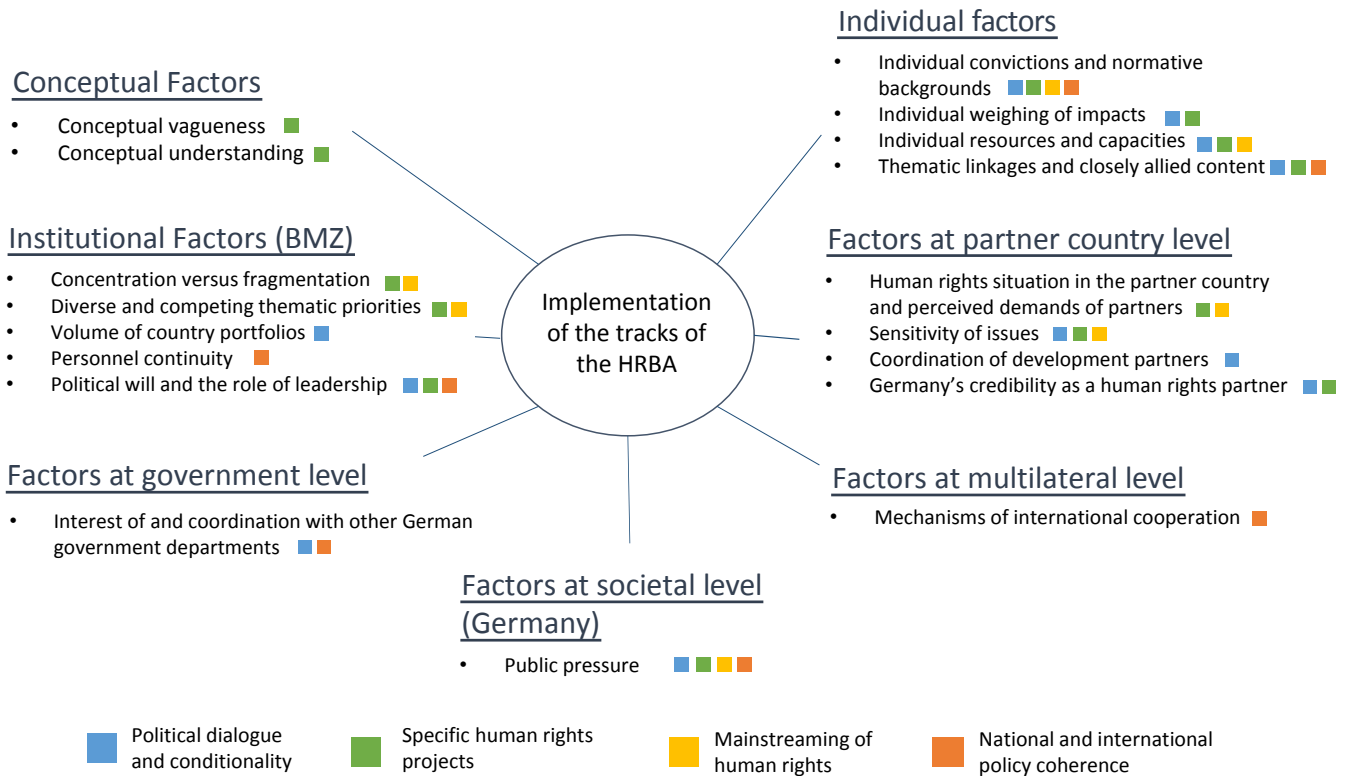 Conceptual Factors
• Conceptual vagueness
• Conceptual understanding
Individual factors
• Individual convictions and normative
backgrounds
• Individual weighing of impacts
• Individual resources and capacities
• Thematic linkages and closely allied content
Institutional Factors (BMZ)
• Concentration versus fragmentation
• Diverse and competing thematic priorities
• Volume of country portfolios
• Personnel continuity
• Political will and the role of leadership
Implementation
of the tracks of
the HRBA
Factors at partner country level
• Human rights situation in the partner country
and perceived demands of partners
• Sensitivity of issues
• Coordination of development partners
• Germany’s credibility as a human rights partner
Factors at government level
• Interest of and coordination with other German
government departments
Factors at multilateral level
• Mechanisms of international cooperation
Factors at societal level
(Germany)
• Public pressure
Political dialogue
and conditionality
Specific human rights
projects
Mainstreaming of
human rights
National and international
policy coherence